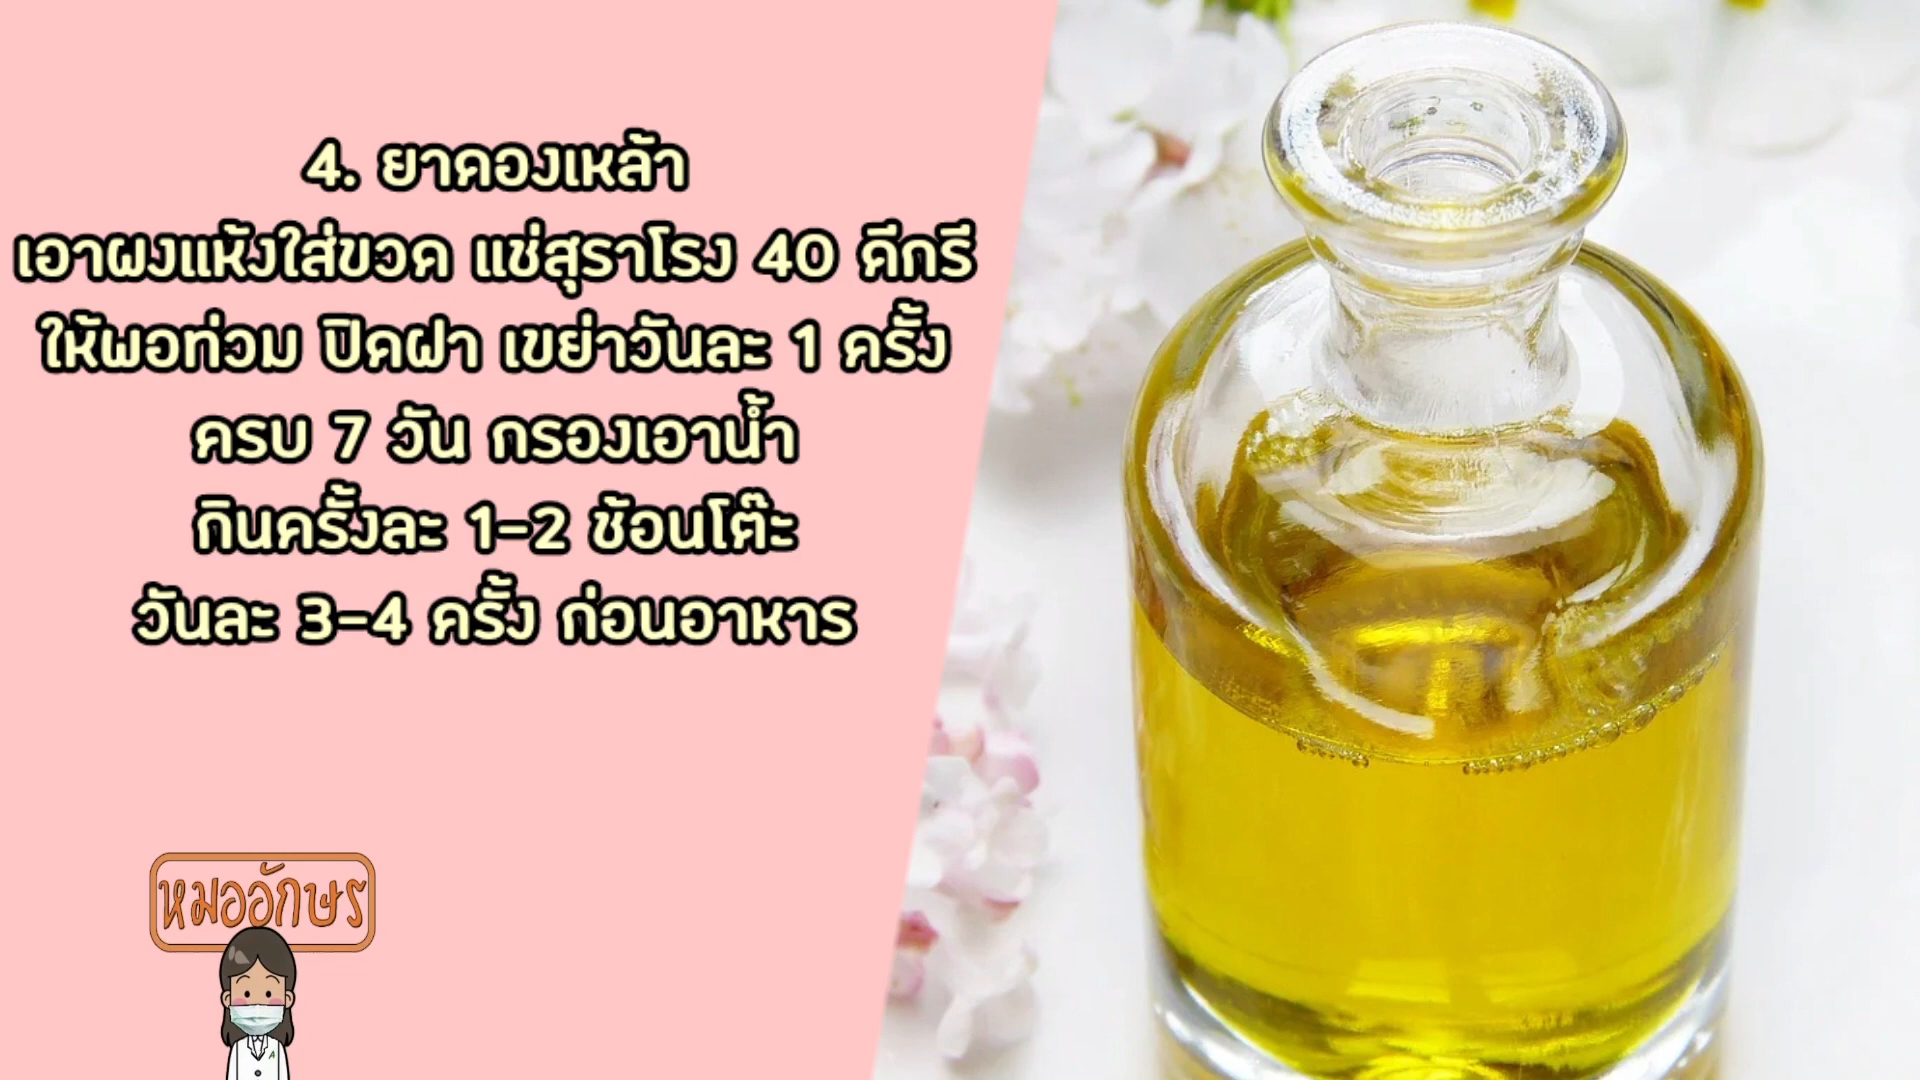 4. ยาดองเหล้า
เอาผงแห้งใส่ขวด แช่สุราโรง 40 ดีกรี
ให้พอท่วม ปิดฝา เขย่าวันละ 1 ครั้ง
ครบ 7 วัน กรองเอาน้ำ
กินครั้งละ 1-2 ช้อนโต๊ะ
วันละ 3-4 ครั้ง ก่อนอาหาร
หมออักษร
A